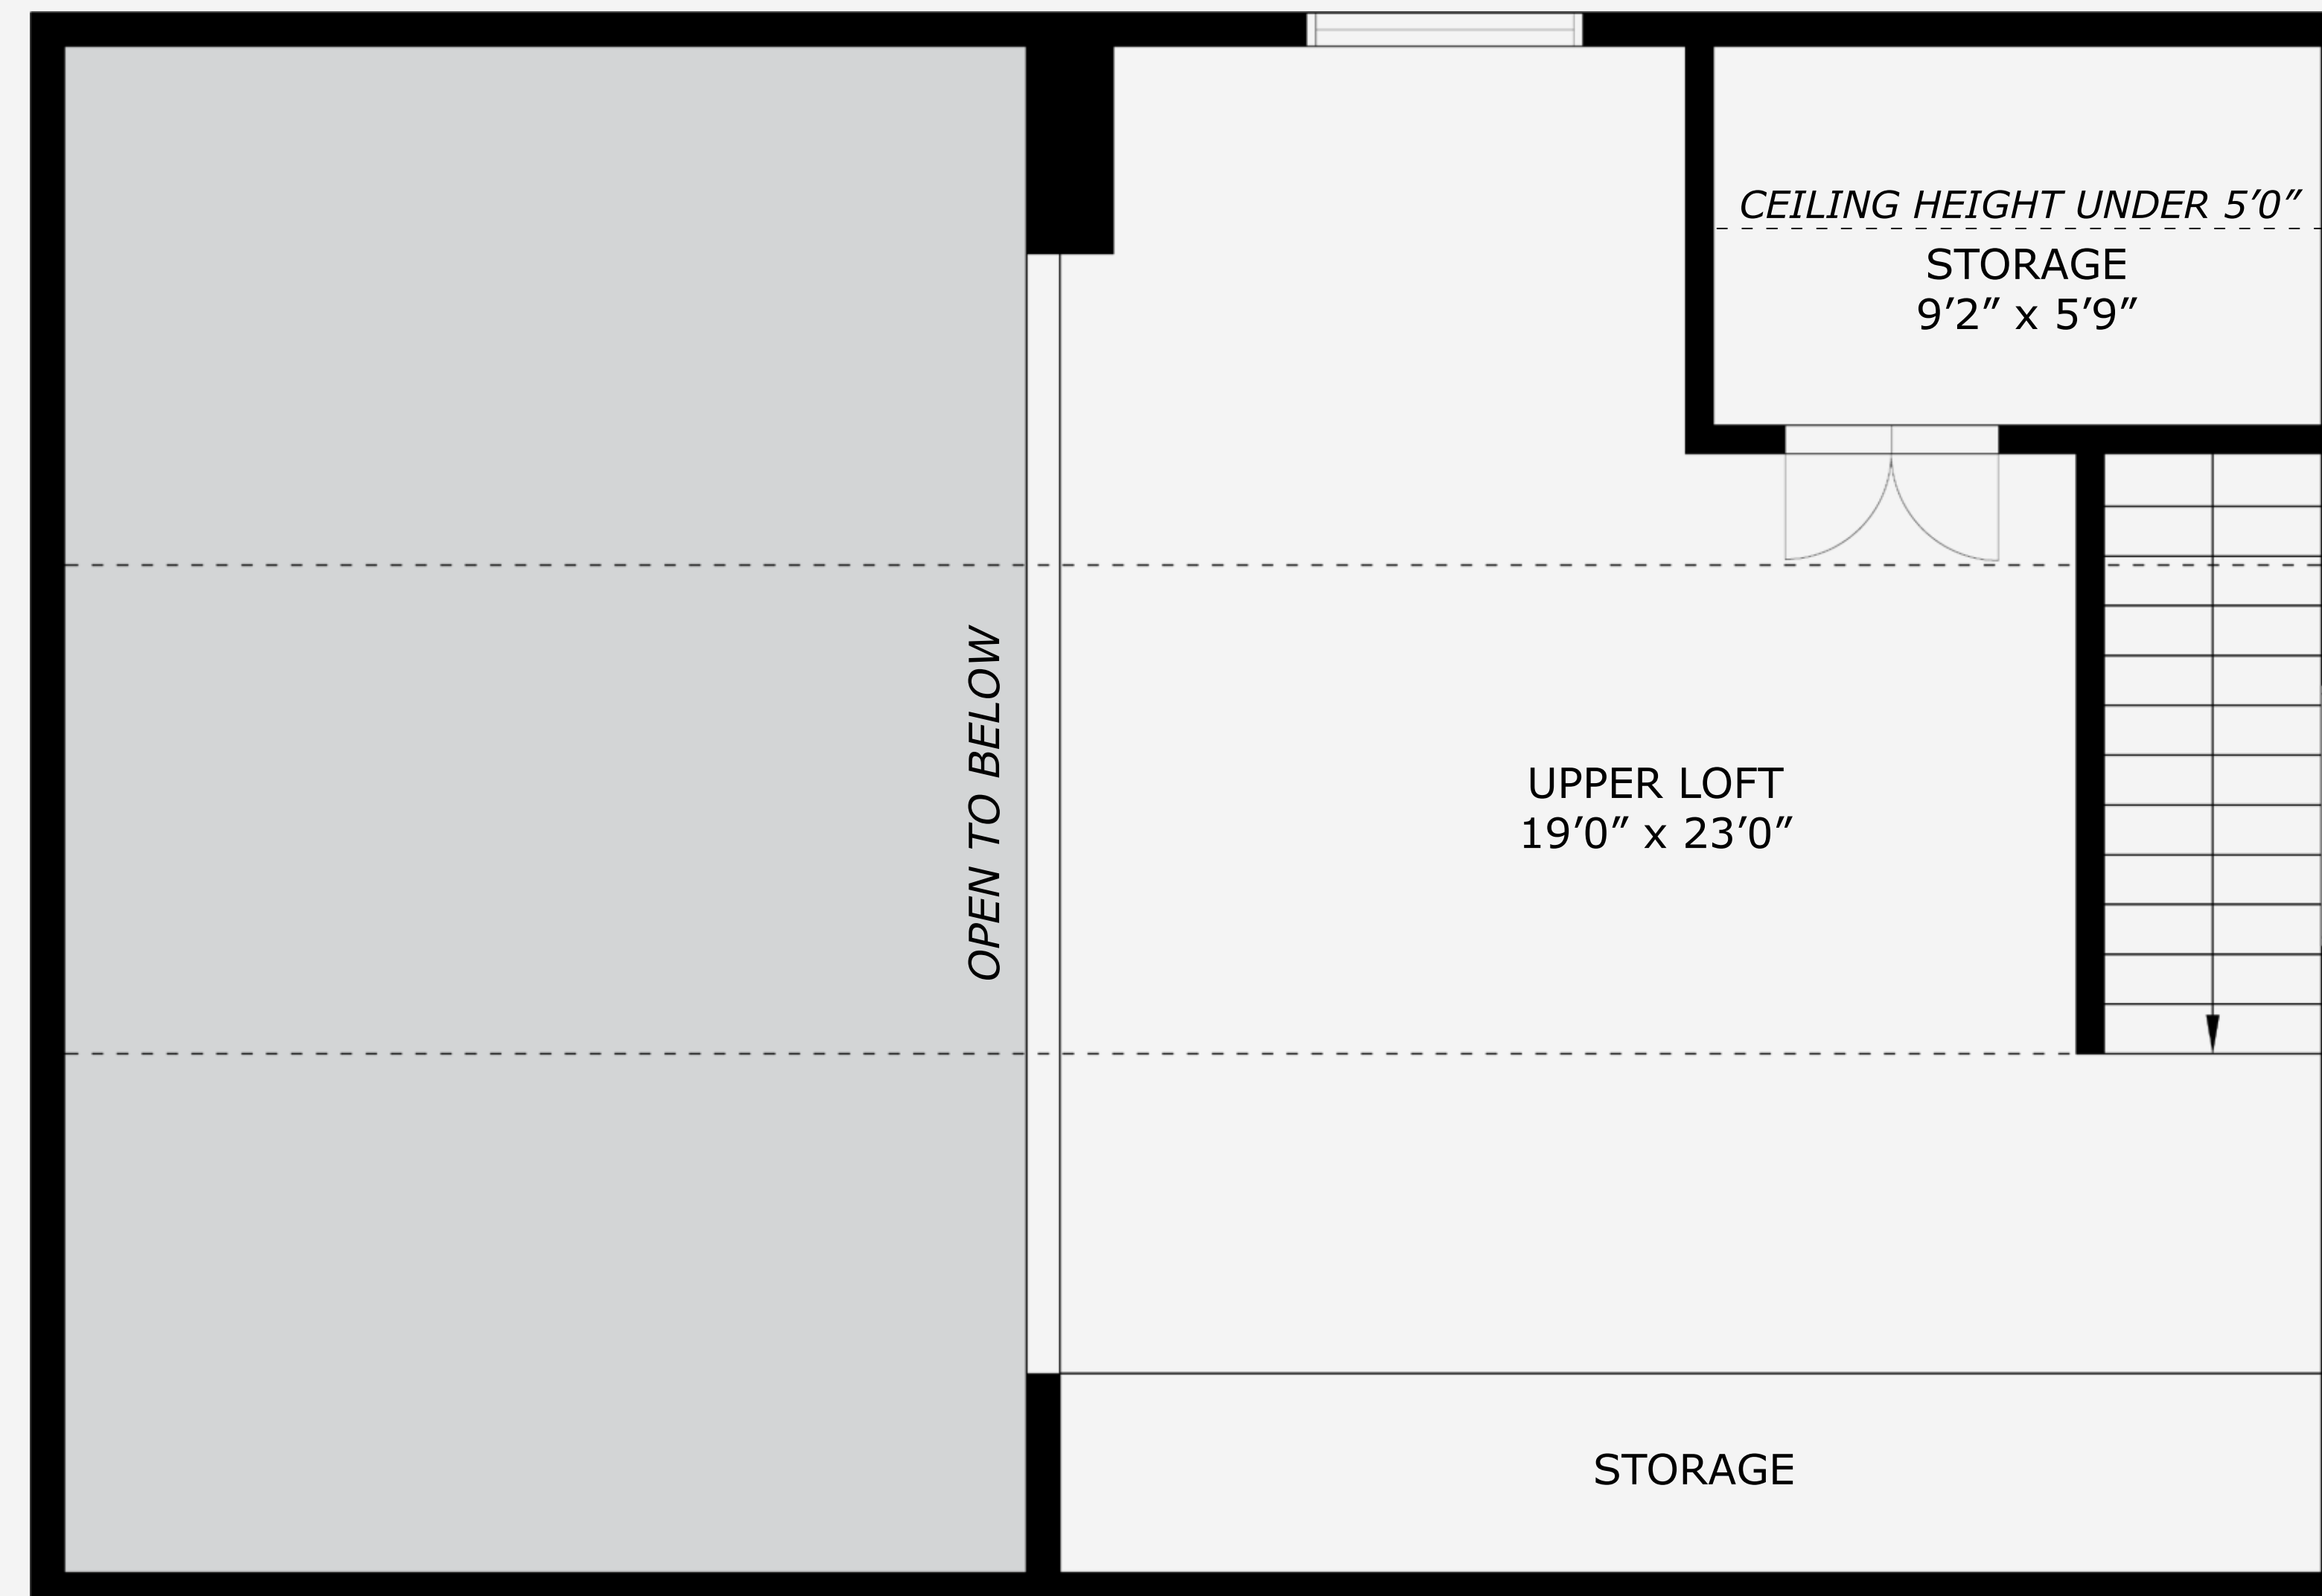 CEILING HEIGHT UNDER 5′0″
STORAGE
9′2″ x 5′9″
OPEN TO BELOW
UPPER LOFT
19′0″ x 23′0″
STORAGE